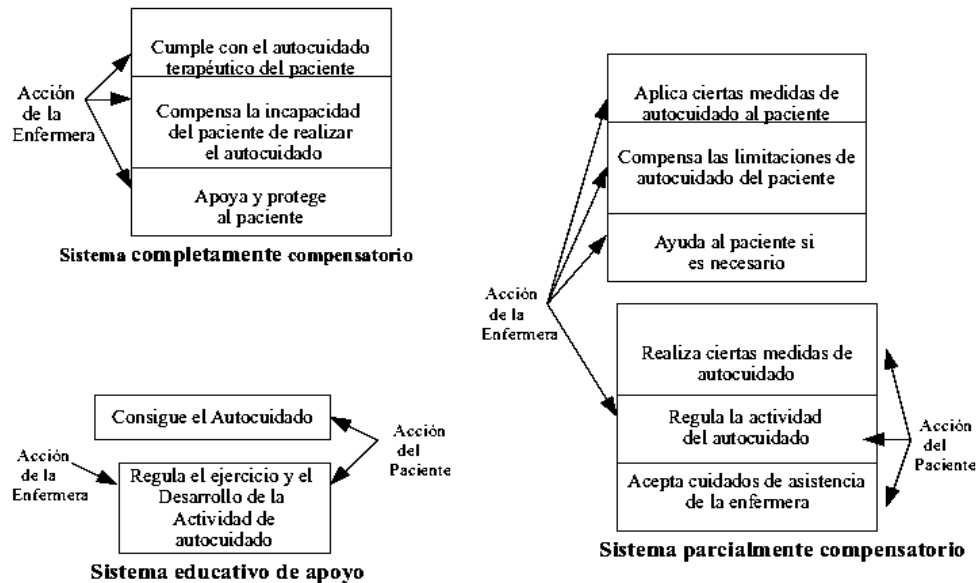 Acción
de la
Enfermera
Cumple con el autocuidado
terapéutico del paciente
Compensa la incapacidad
del paciente de realizar
el autocuidado
Apoya y protege
al paciente
Sistema completamente compensatorio
Consigue el Autocuidado
Acción
de la
Enfermera
Regula el ejercicio y el
Desarrollo de la
Actividad de
autocuidado
Acción
del
Paciente
Sistema educativo de apoyo
Aplica ciertas medidas de
autocuidado al paciente
Compensa las limitaciones de
autocuidado del paciente
Ayuda al paciente si
es necesario
Acción
de la
Enfermera
Realiza ciertas medidas de
autocuidado
Regula la actividad
del autocuidado
Acepta cuidados de asistencia
de la enfermera
Acción
del
Paciente
Sistema parcialmente compensatorio